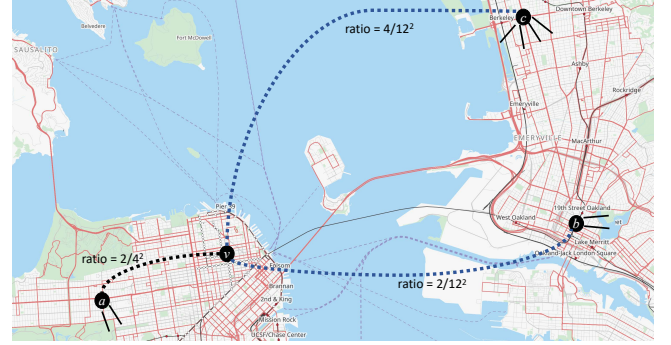 Belvedere
Downtown Berkeley
SAUSALITO
Fort McDowell
Berkeley
c
ratio = 4/12²
Ashby
Rockridge
Emeryville
EMERYVILLE
MacArthur
Pier 39
19th Street Oakland
West Oakland
b
Lake Merritt
Oakland-Jack London Square
v
ratio = 2/4²
Folsom
ratio = 2/12²
Brannan
a
2nd & King
Mission Rock
UCSF/Chase Center